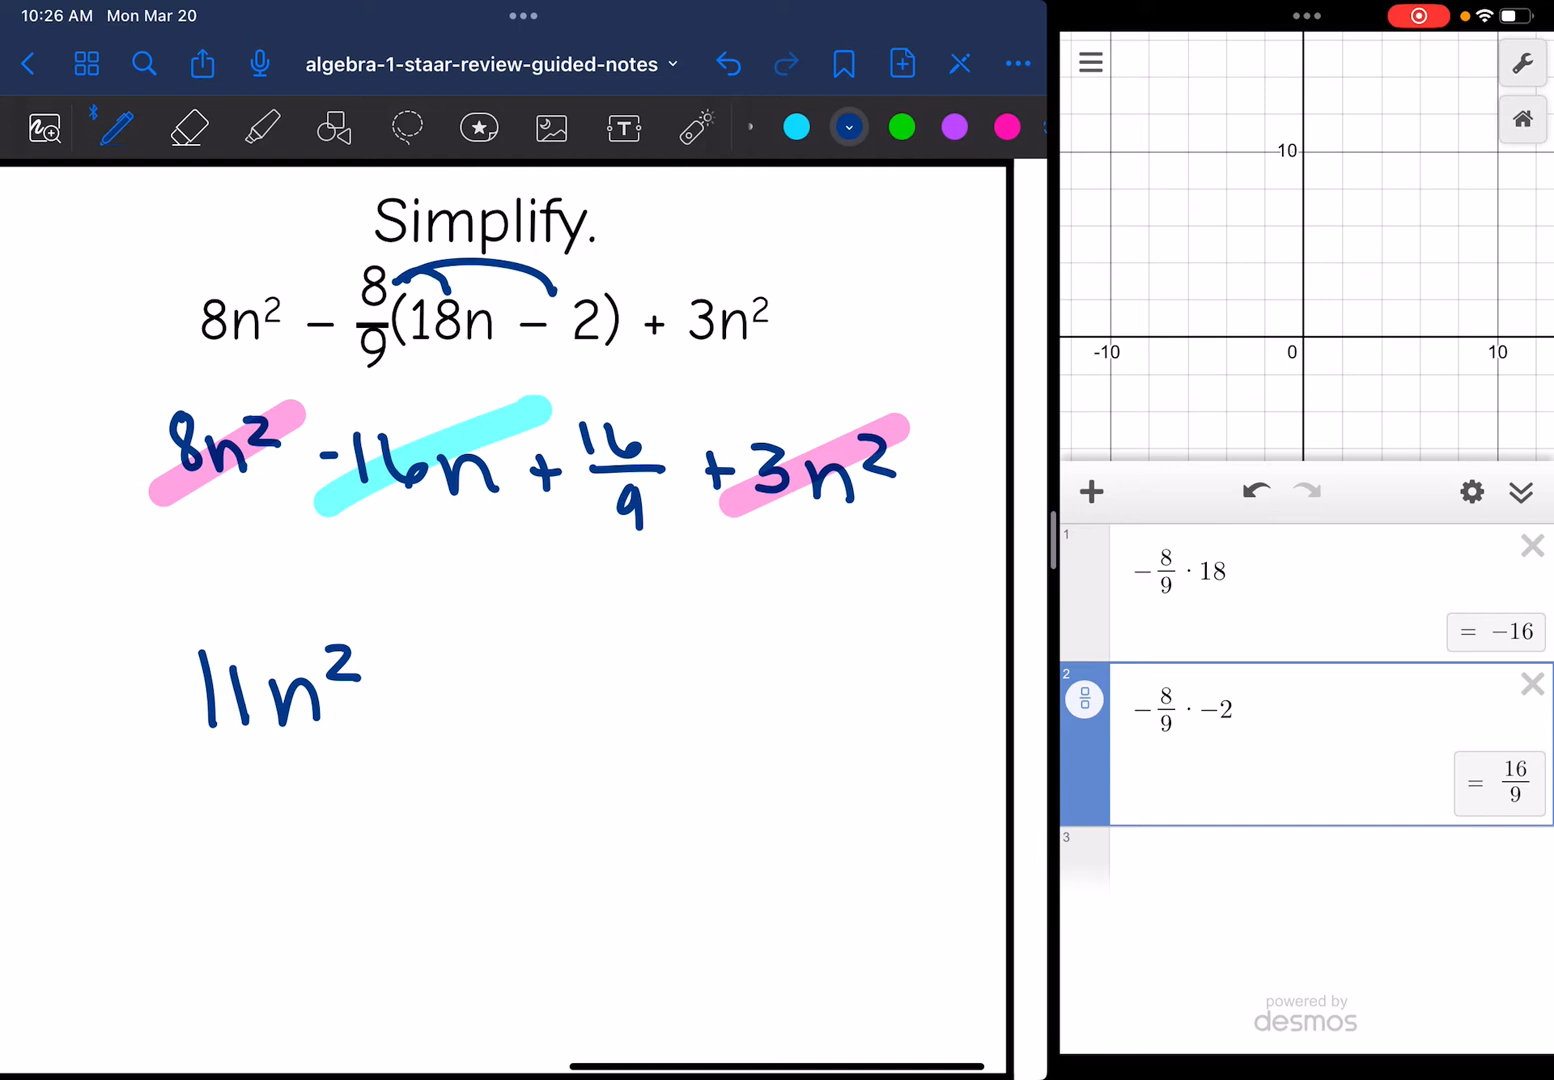 10:26 AM Mon Mar 20
algebra-1-staar-review-guided-notes
Simplify.
8n² − 8/9(18n − 2) + 3n²
8n² -16n + 16/9 + 3n²
11n²
10
-10 0 10
1
− 8/9 · 18
= −16
2
− 8/9 · −2
= 16/9
3
powered by
desmos